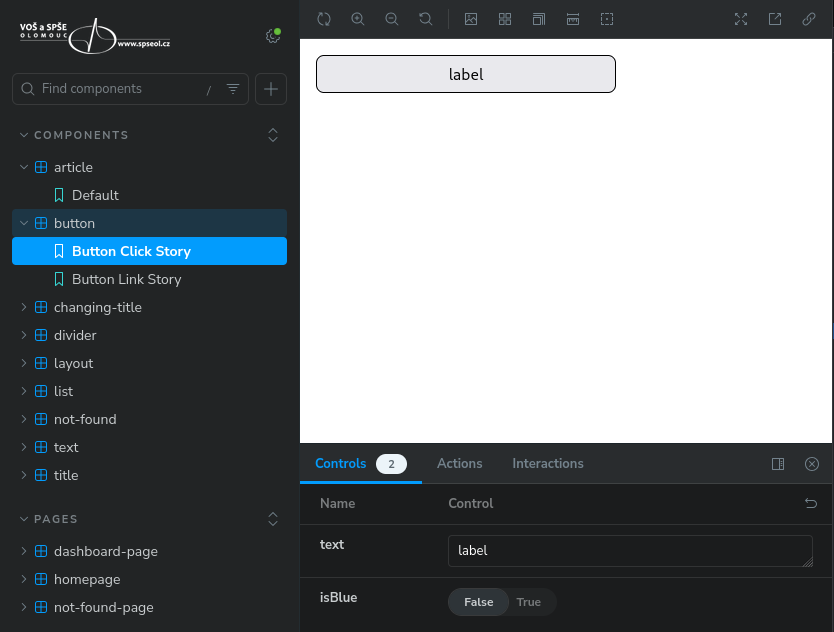 VOŠ a SPŠE
OLOMOUC
www.spseol.cz
Find components
/
COMPONENTS
article
Default
button
Button Click Story
Button Link Story
changing-title
divider
layout
list
not-found
text
title
PAGES
dashboard-page
homepage
not-found-page
label
Controls 2 Actions Interactions
Name Control
text label
isBlue False True